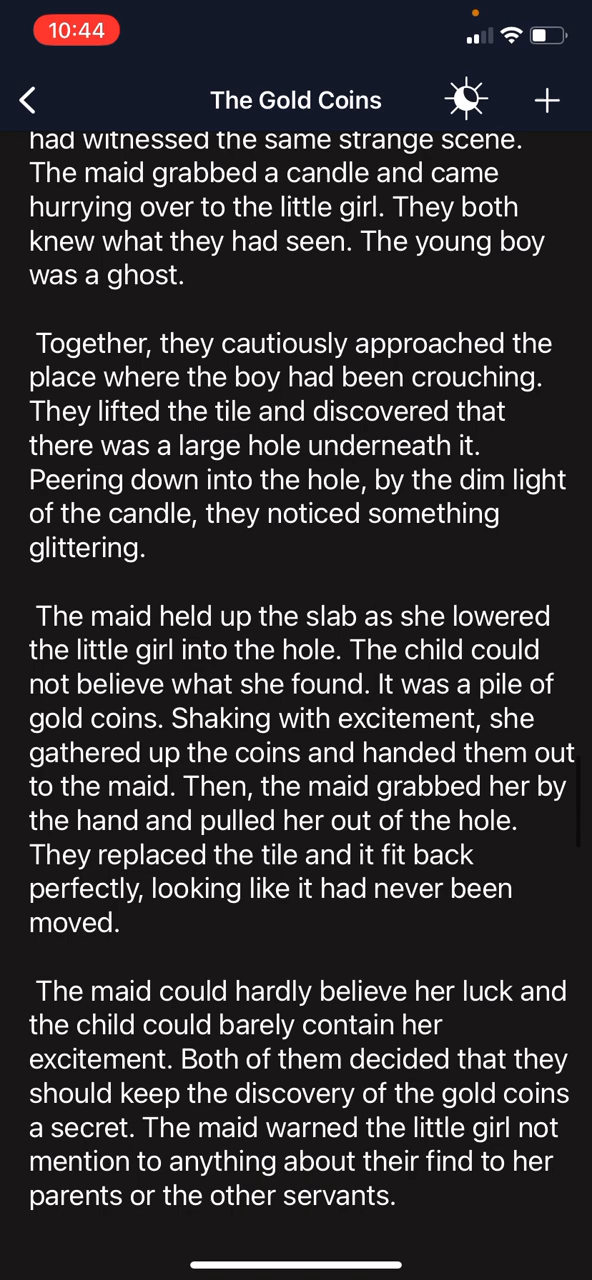 10:44
The Gold Coins
had witnessed the same strange scene.
The maid grabbed a candle and came
hurrying over to the little girl. They both
knew what they had seen. The young boy
was a ghost.
Together, they cautiously approached the
place where the boy had been crouching.
They lifted the tile and discovered that
there was a large hole underneath it.
Peering down into the hole, by the dim light
of the candle, they noticed something
glittering.
The maid held up the slab as she lowered
the little girl into the hole. The child could
not believe what she found. It was a pile of
gold coins. Shaking with excitement, she
gathered up the coins and handed them out
to the maid. Then, the maid grabbed her by
the hand and pulled her out of the hole.
They replaced the tile and it fit back
perfectly, looking like it had never been
moved.
The maid could hardly believe her luck and
the child could barely contain her
excitement. Both of them decided that they
should keep the discovery of the gold coins
a secret. The maid warned the little girl not
mention to anything about their find to her
parents or the other servants.